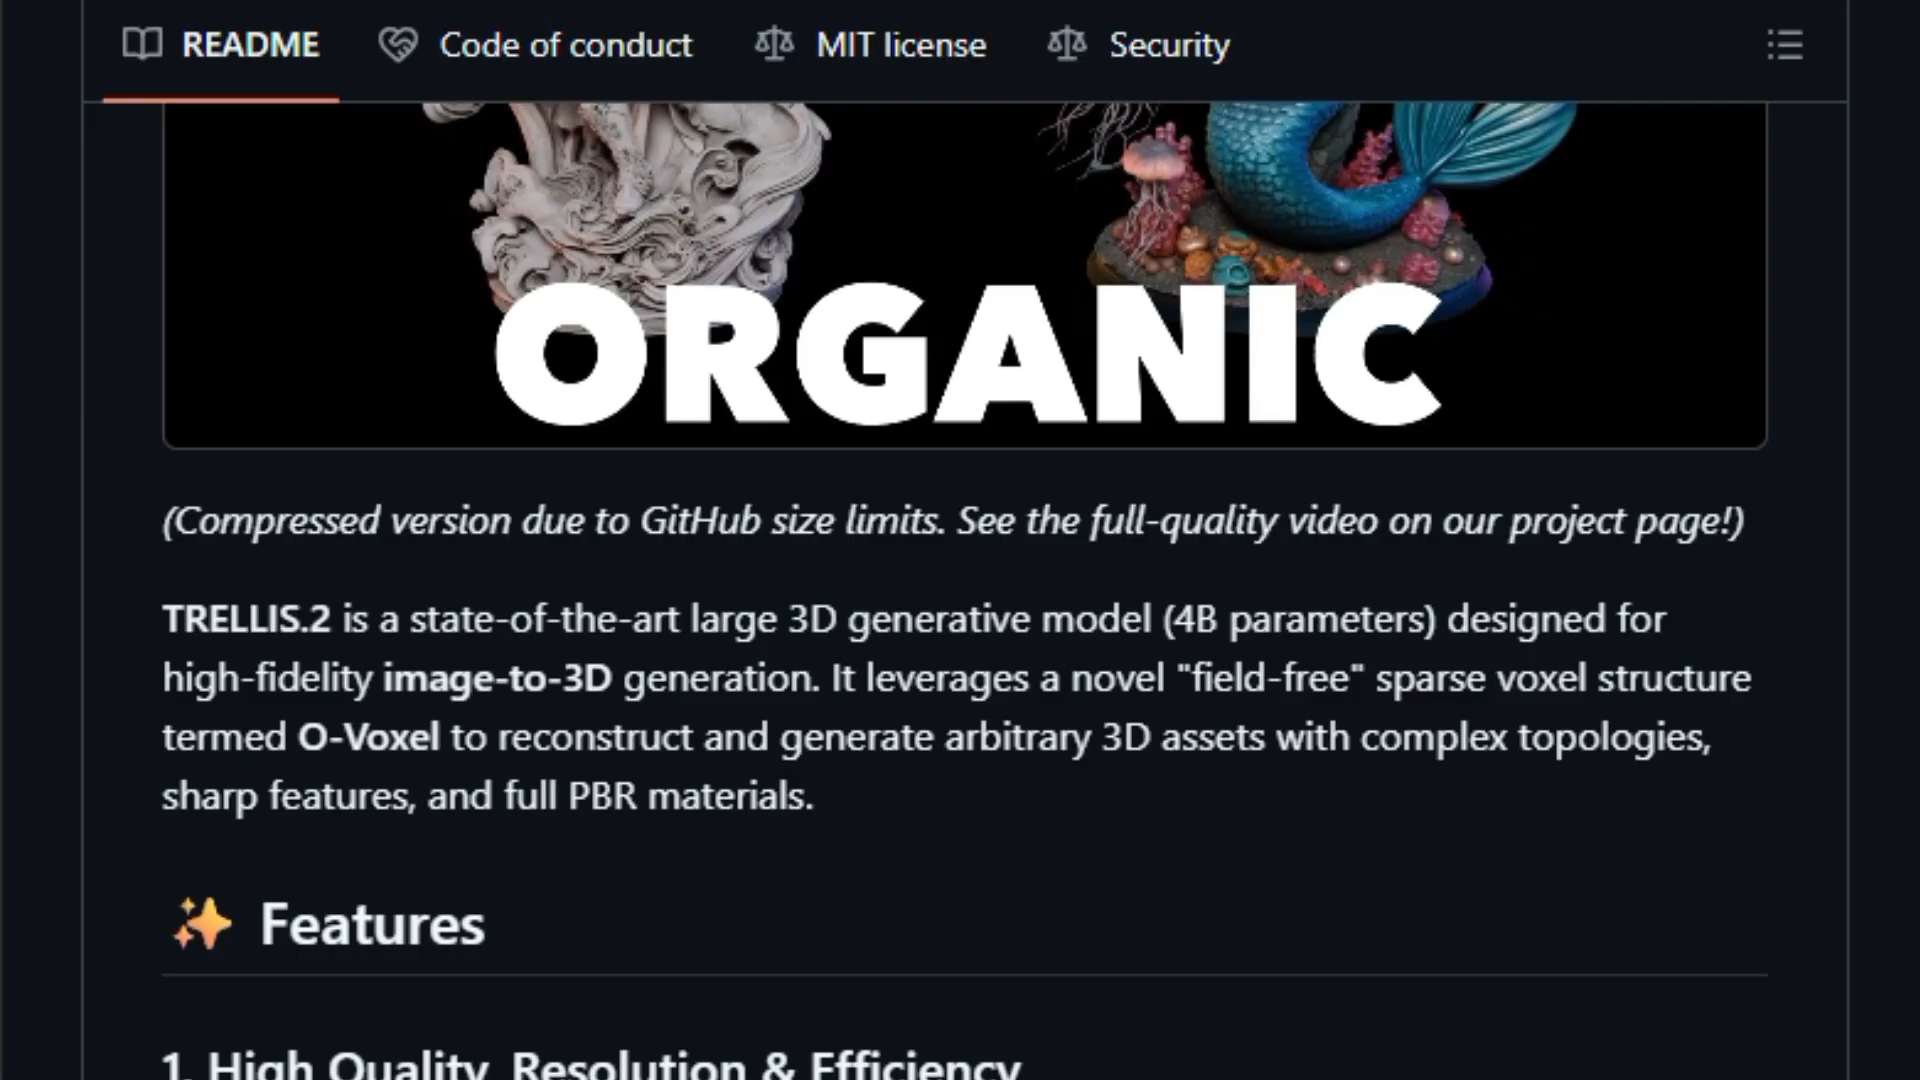 README Code of conduct MIT license Security
ORGANIC
(Compressed version due to GitHub size limits. See the full-quality video on our project page!)
TRELLIS.2 is a state-of-the-art large 3D generative model (4B parameters) designed for
high-fidelity image-to-3D generation. It leverages a novel "field-free" sparse voxel structure
termed O-Voxel to reconstruct and generate arbitrary 3D assets with complex topologies,
sharp features, and full PBR materials.
✨ Features
1. High Quality, Resolution & Efficiency